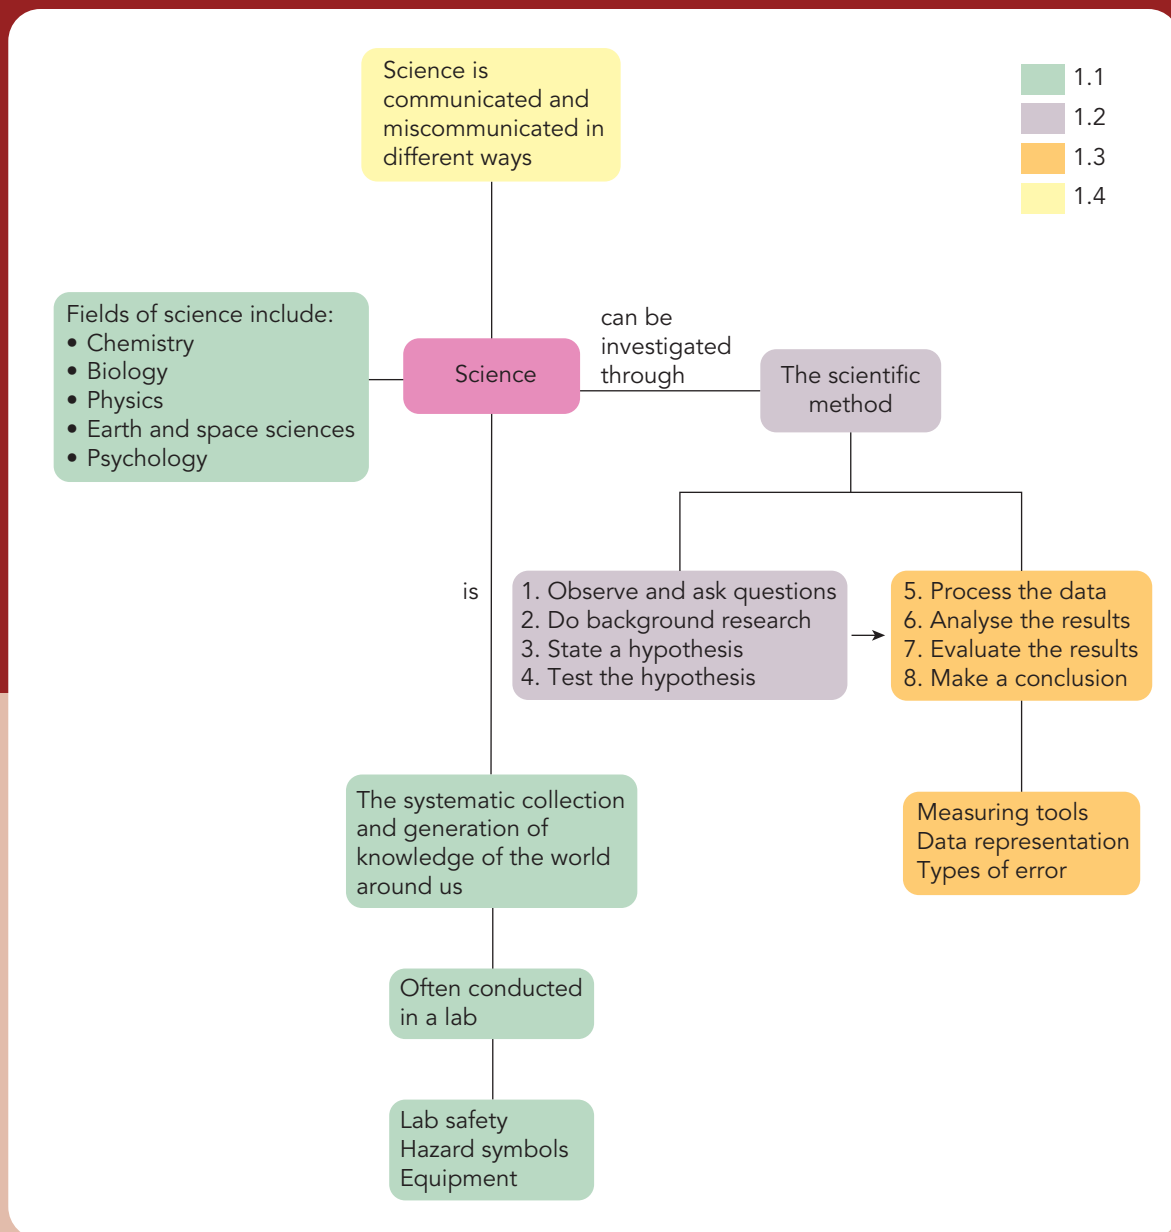 Science is
communicated and
miscommunicated in
different ways
1.1
1.2
1.3
1.4
Fields of science include:
• Chemistry
• Biology
• Physics
• Earth and space sciences
• Psychology
Science
can be
investigated
through
The scientific
method
is
1. Observe and ask questions
2. Do background research
3. State a hypothesis
4. Test the hypothesis
5. Process the data
6. Analyse the results
7. Evaluate the results
8. Make a conclusion
The systematic collection
and generation of
knowledge of the world
around us
Measuring tools
Data representation
Types of error
Often conducted
in a lab
Lab safety
Hazard symbols
Equipment